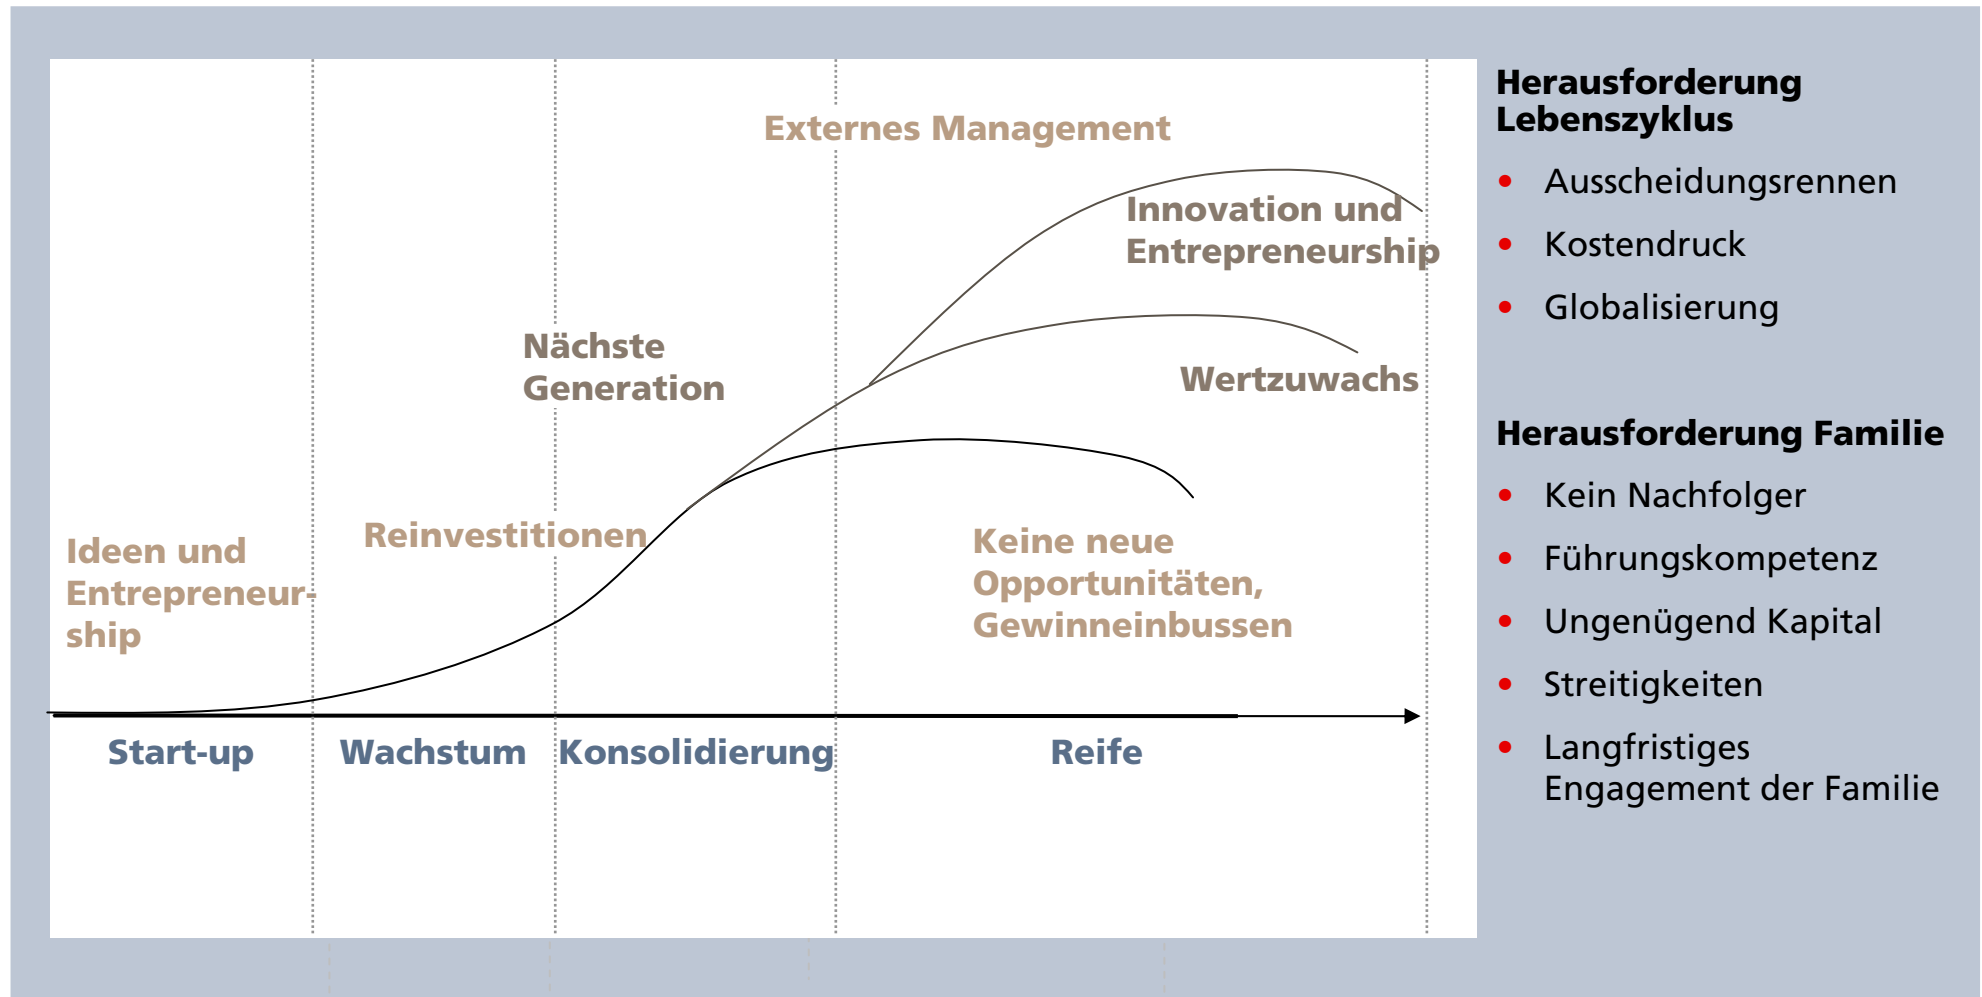 Externes Management
Innovation und
Entrepreneurship
Nächste
Generation
Wertzuwachs
Ideen und
Entrepreneur-
ship
Reinvestitionen
Keine neue
Opportunitäten,
Gewinneinbussen
Start-up
Wachstum
Konsolidierung
Reife
Herausforderung
Lebenszyklus
• Ausscheidungsrennen
• Kostendruck
• Globalisierung
Herausforderung Familie
• Kein Nachfolger
• Führungskompetenz
• Ungenügend Kapital
• Streitigkeiten
• Langfristiges
Engagement der Familie